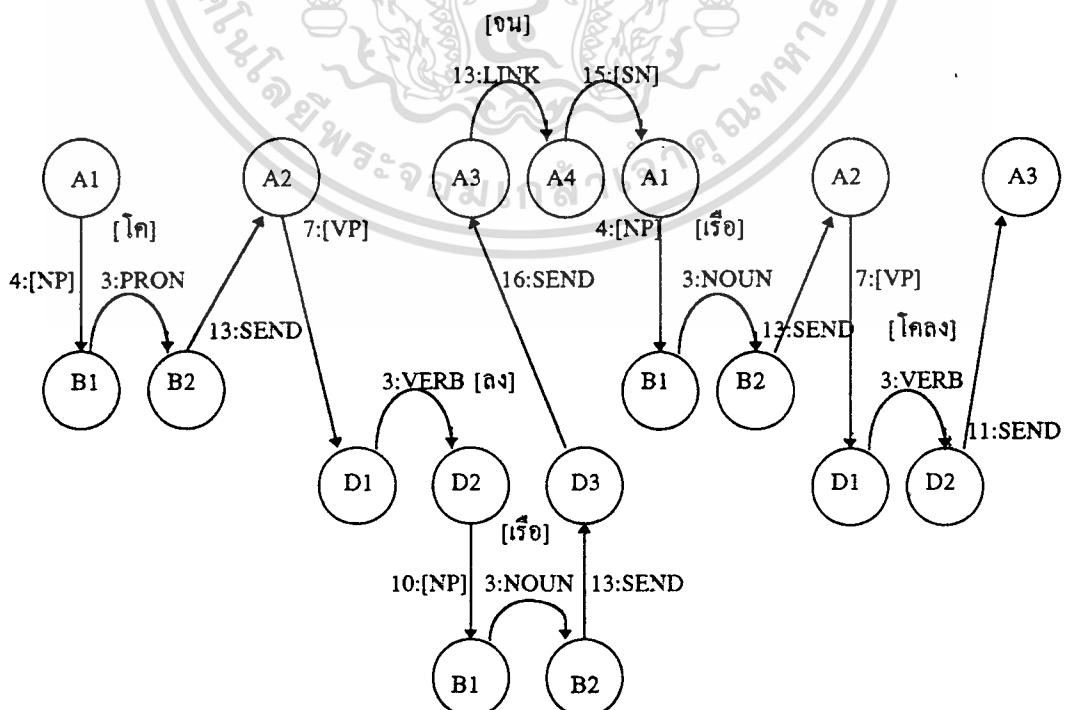 [จน]
13:LINK 15:[SN]
A1 A2 A3 A4 A1 A2 A3
[โค] 7:[VP] 4:[NP] [เรือ]
4:[NP] 3:PRON 16:SEND 3:NOUN 7:[VP]
13:SEND 13:SEND [โคลง]
B1 B2 3:VERB [ลง] B1 B2 3:VERB
11:SEND
D1 D2 D3 D1 D2
[เรือ]
10:[NP] 3:NOUN 13:SEND
B1 B2